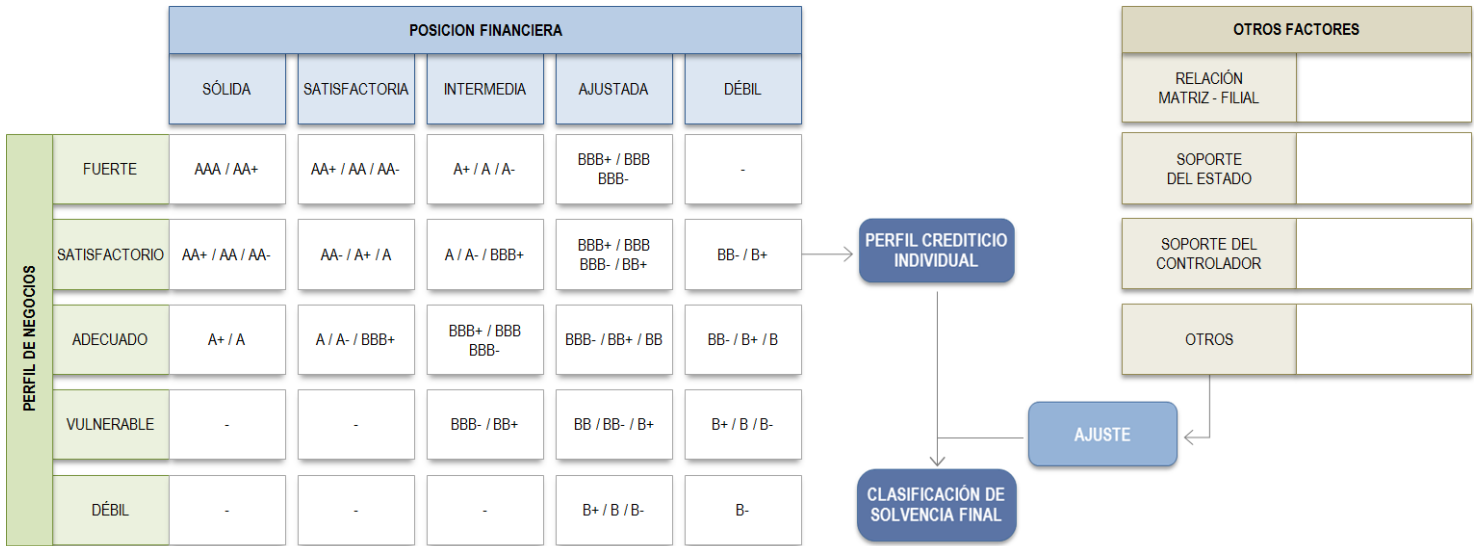 POSICION FINANCIERA
SÓLIDA
SATISFACTORIA
INTERMEDIA
AJUSTADA
DÉBIL
PERFIL DE NEGOCIOS
FUERTE
AAA / AA+
AA+ / AA / AA-
A+ / A / A-
BBB+ / BBB
BBB-
-
SATISFACTORIO
AA+ / AA / AA-
AA- / A+ / A
A / A- / BBB+
BBB+ / BBB
BBB- / BB+
BB- / B+
ADECUADO
A+ / A
A / A- / BBB+
BBB+ / BBB
BBB-
BBB- / BB+ / BB
BB- / B+ / B
VULNERABLE
-
-
BBB- / BB+
BB / BB- / B+
B+ / B / B-
DÉBIL
-
-
-
B+ / B / B-
B-
PERFIL CREDITICIO
INDIVIDUAL
CLASIFICACIÓN DE
SOLVENCIA FINAL
AJUSTE
OTROS FACTORES
RELACIÓN
MATRIZ - FILIAL
SOPORTE
DEL ESTADO
SOPORTE DEL
CONTROLADOR
OTROS